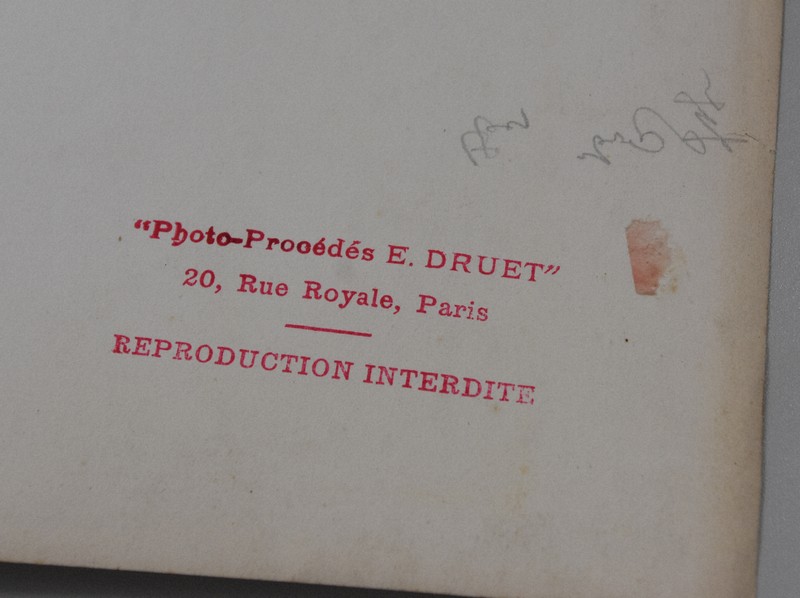 “Photo-Procédés E. DRUET”
20, Rue Royale, Paris
REPRODUCTION INTERDITE